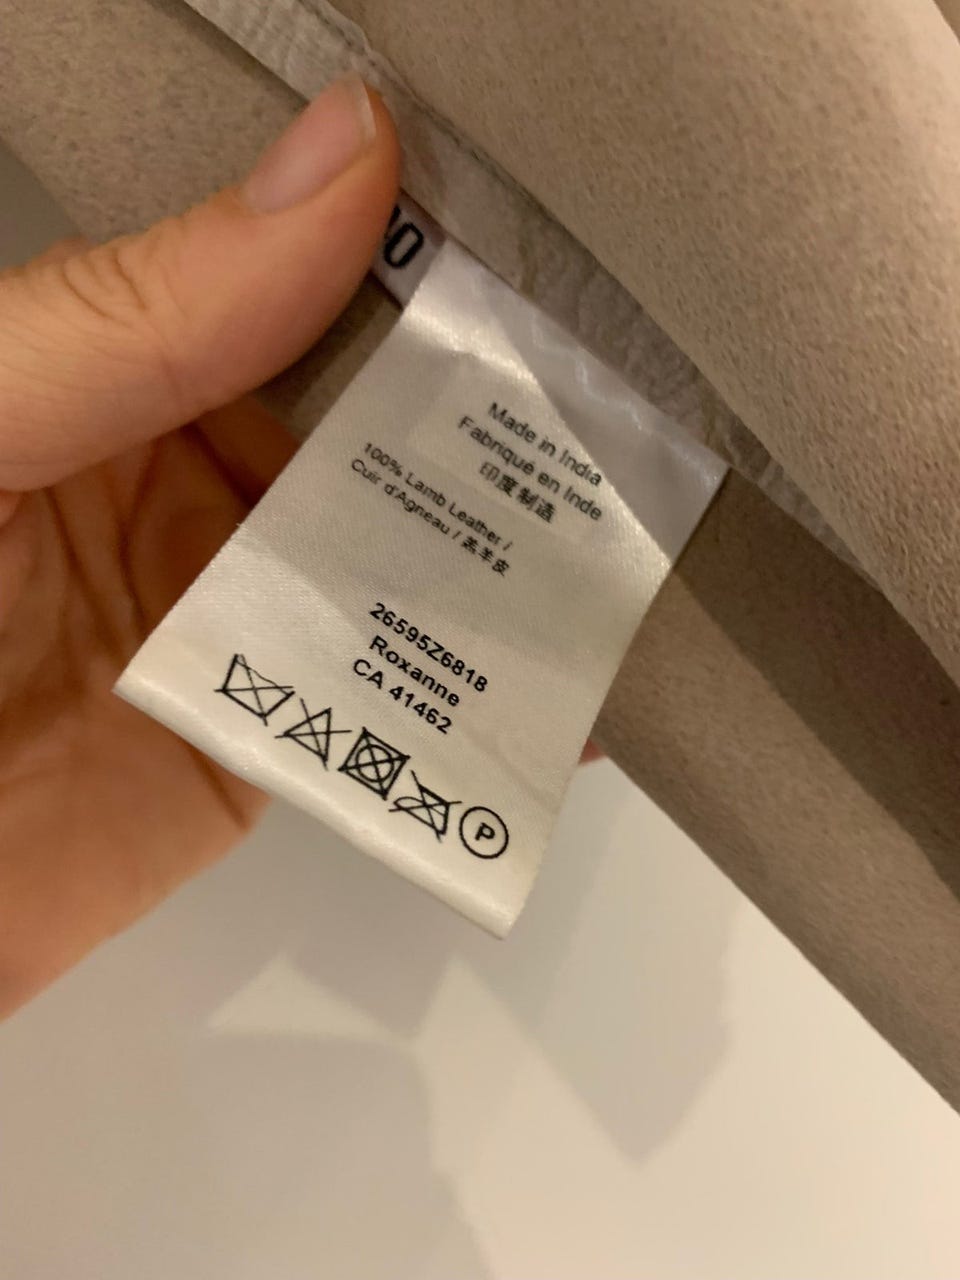 Made in India
Fabriqué en Inde
印度制造
100% Lamb Leather /
Cuir d'Agneau / 羔羊皮
26595Z6818
Roxanne
CA 41462
P